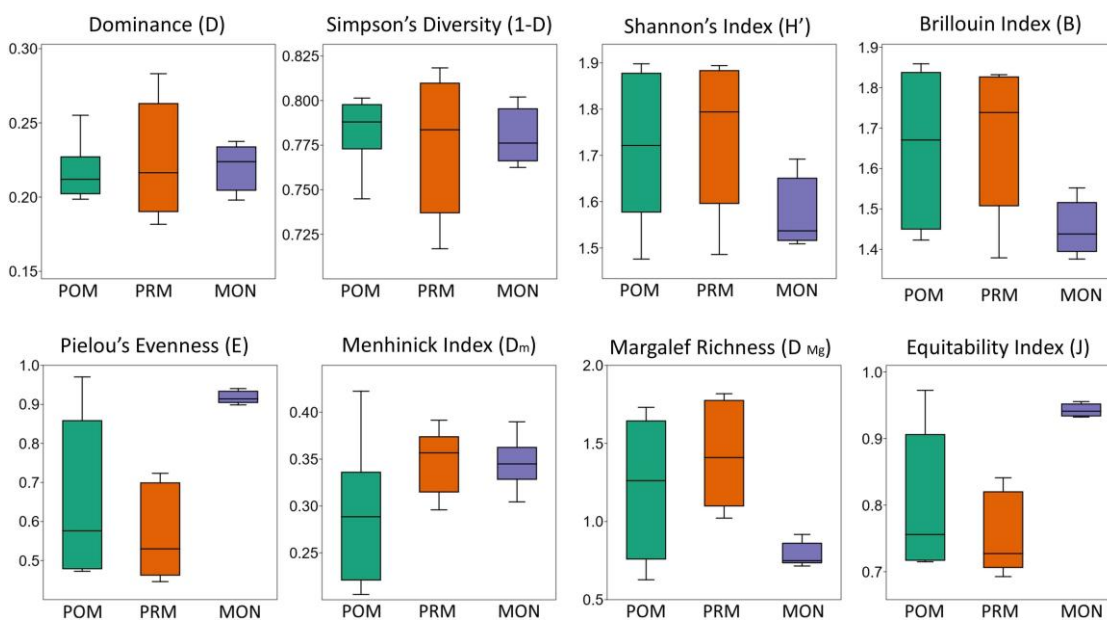 Dominance (D)
0.30
0.25
0.20
0.15
POM PRM MON
Simpson's Diversity (1-D)
0.825
0.800
0.775
0.750
0.725
POM PRM MON
Shannon's Index (H')
1.9
1.8
1.7
1.6
1.5
POM PRM MON
Brillouin Index (B)
1.9
1.8
1.7
1.6
1.5
1.4
POM PRM MON
Pielou's Evenness (E)
1.0
0.9
0.8
0.7
0.6
0.5
POM PRM MON
Menhinick Index (Dm)
0.40
0.35
0.30
0.25
POM PRM MON
Margalef Richness (D Mg)
2.0
1.5
1.0
0.5
POM PRM MON
Equitability Index (J)
1.0
0.9
0.8
0.7
POM PRM MON